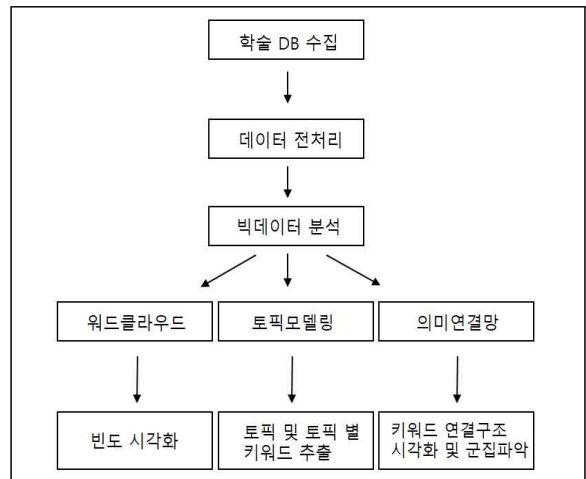 학술 DB 수집
데이터 전처리
빅데이터 분석
워드클라우드
토픽모델링
의미연결망
빈도 시각화
토픽 및 토픽 별
키워드 추출
키워드 연결구조
시각화 및 군집파악